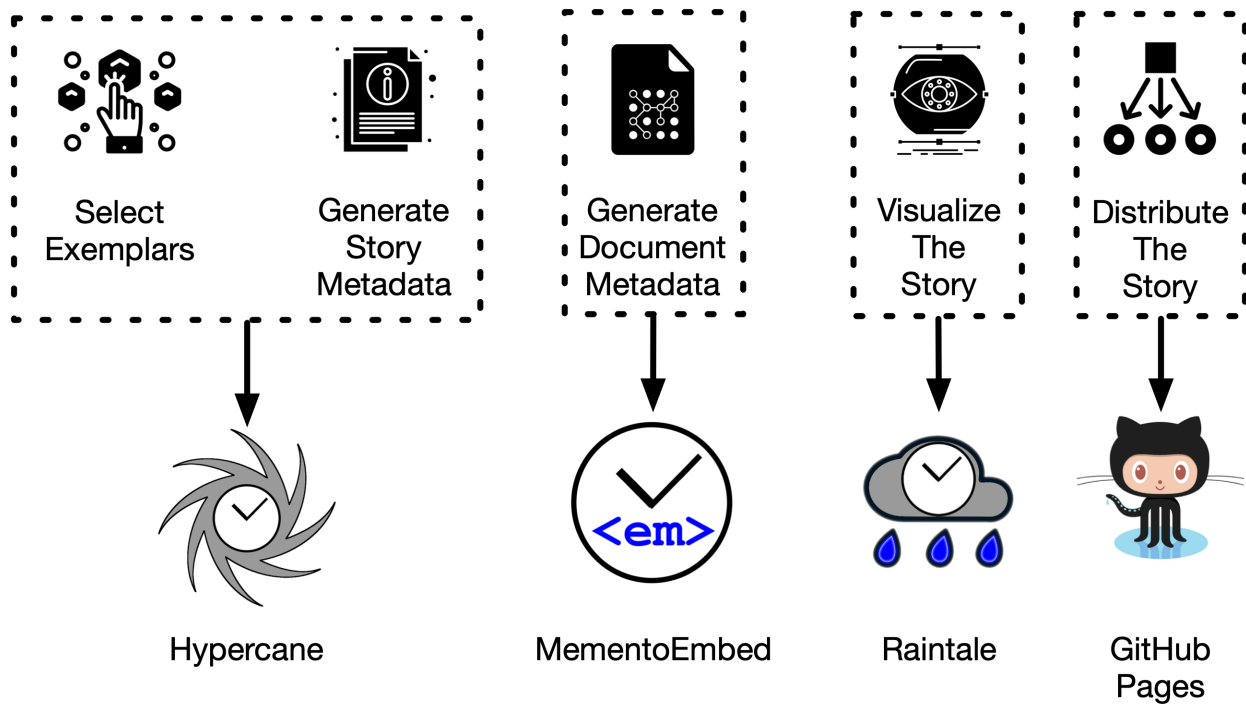 Select
Exemplars
Generate
Story
Metadata
Generate
Document
Metadata
Visualize
The
Story
Distribute
The
Story
<em>
Hypercane
MementoEmbed
Raintale
GitHub
Pages